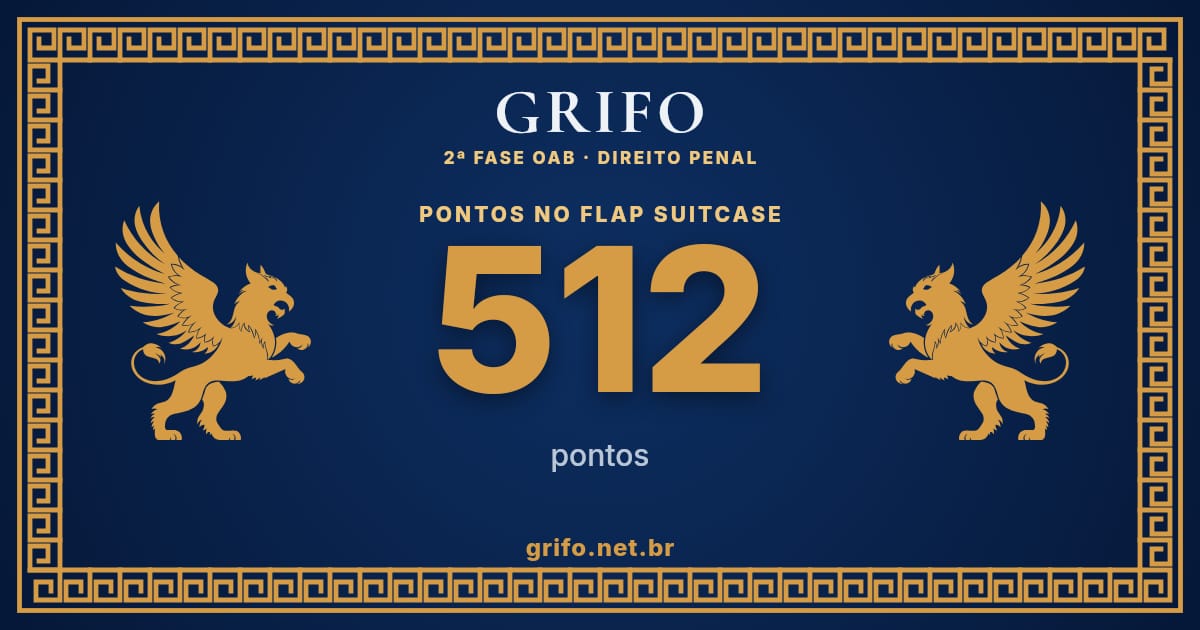 GRIFO
2ª FASE OAB · DIREITO PENAL
PONTOS NO FLAP SUITCASE
512
pontos
grifo.net.br